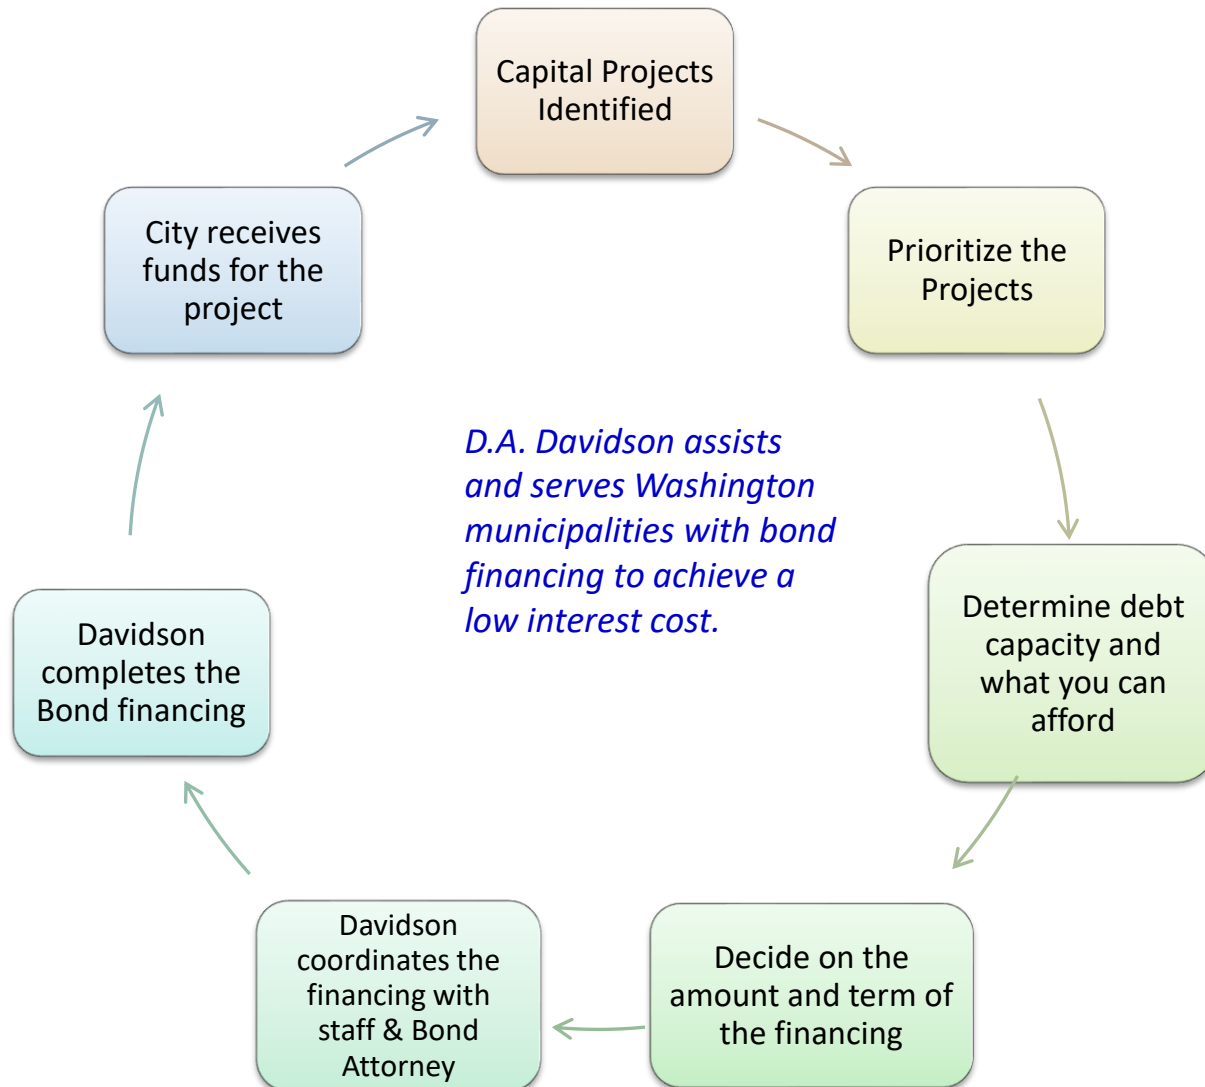 Capital Projects
Identified
Prioritize the
Projects
Determine debt
capacity and
what you can
afford
Decide on the
amount and term of
the financing
Davidson
coordinates the
financing with
staff & Bond
Attorney
Davidson
completes the
Bond financing
City receives
funds for the
project
D.A. Davidson assists
and serves Washington
municipalities with bond
financing to achieve a
low interest cost.